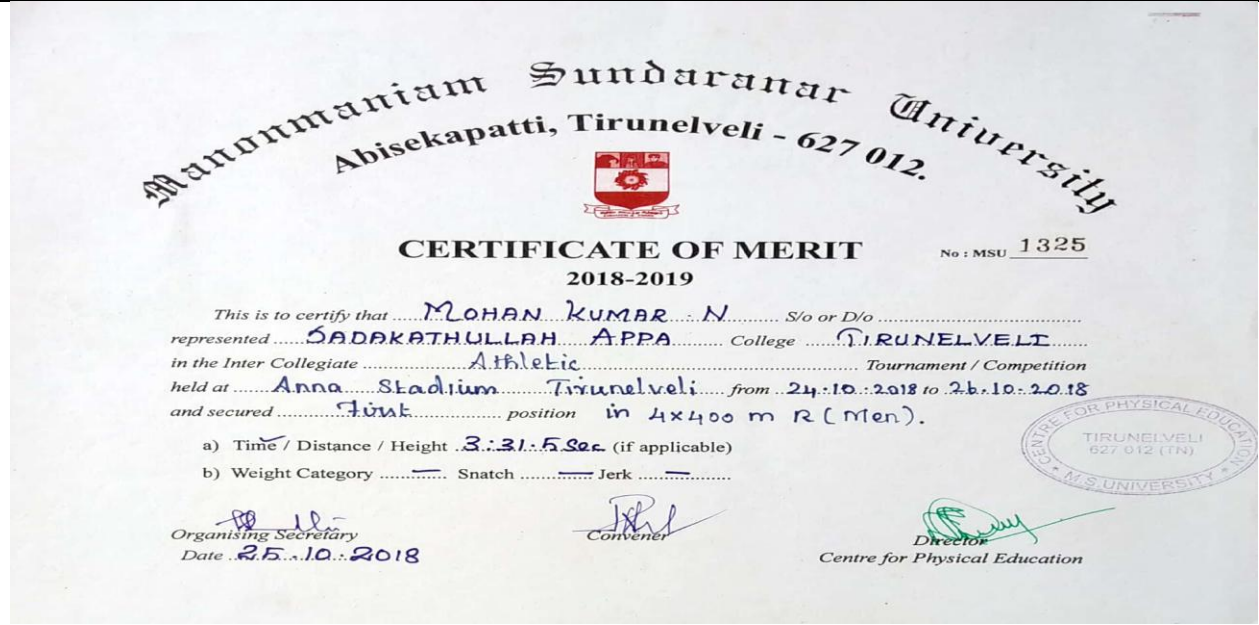 Manonmaniam Sundaranar University
Abisekapatti, Tirunelveli - 627 012.
CERTIFICATE OF MERIT
No : MSU 1325
2018-2019
This is to certify that MOHAN KUMAR . N S/o or D/o
represented SADAKATHULLAH APPA College TIRUNELVELI
in the Inter Collegiate Athletic Tournament / Competition
held at Anna Stadium Tirunelveli from 24.10.2018 to 26.10.2018
and secured First position in 4x400 m R (Men).
a) Time / Distance / Height 3:31.5 Sec (if applicable)
b) Weight Category — Snatch — Jerk —
CENTRE FOR PHYSICAL EDUCATION
TIRUNELVELI
627 012 (TN)
M.S. UNIVERSITY
Organising Secretary
Date 25.10.2018
Convener
Director
Centre for Physical Education